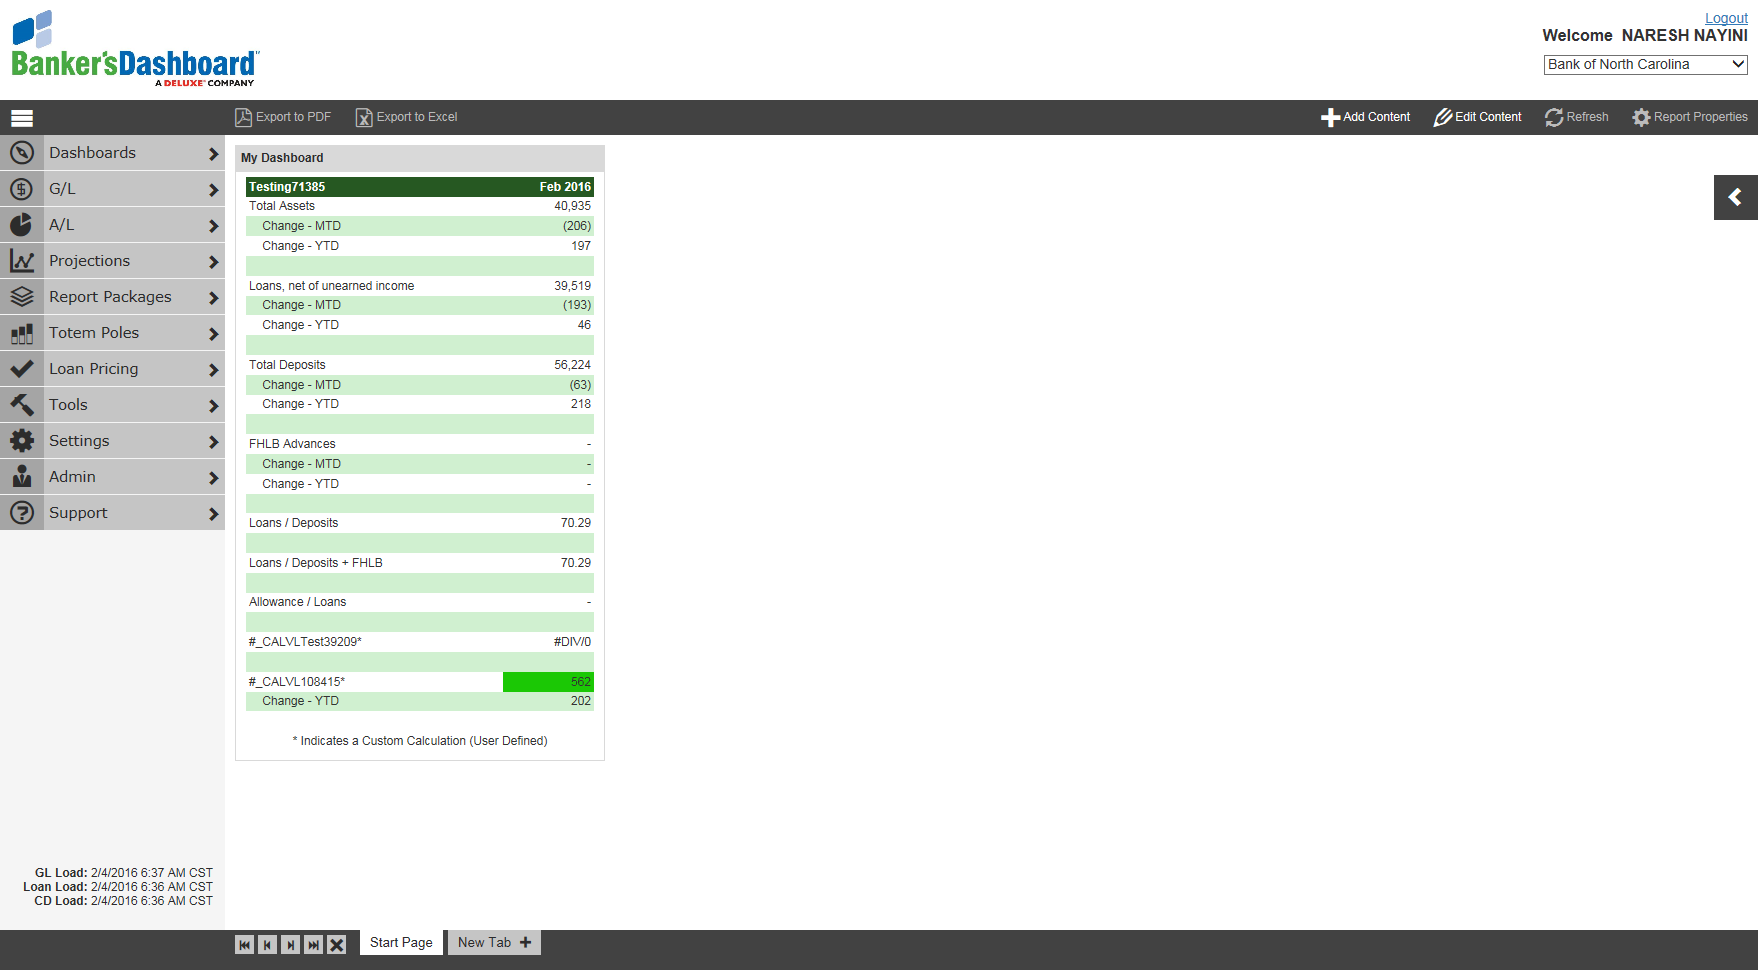 Logout
Welcome NARESH NAYINI
Banker'sDashboard
A DELUXE COMPANY
Bank of North Carolina
Export to PDF
Export to Excel
Add Content
Edit Content
Refresh
Report Properties
Dashboards
G/L
A/L
Projections
Report Packages
Totem Poles
Loan Pricing
Tools
Settings
Admin
Support
My Dashboard
Testing71385 Feb 2016
Total Assets 40,935
Change - MTD (206)
Change - YTD 197
Loans, net of unearned income 39,519
Change - MTD (193)
Change - YTD 46
Total Deposits 56,224
Change - MTD (63)
Change - YTD 218
FHLB Advances -
Change - MTD -
Change - YTD -
Loans / Deposits 70.29
Loans / Deposits + FHLB 70.29
Allowance / Loans -
#_CALVLTest39209* #DIV/0
#_CALVL108415* 562
Change - YTD 202
* Indicates a Custom Calculation (User Defined)
GL Load: 2/4/2016 6:37 AM CST
Loan Load: 2/4/2016 6:36 AM CST
CD Load: 2/4/2016 6:36 AM CST
Start Page
New Tab